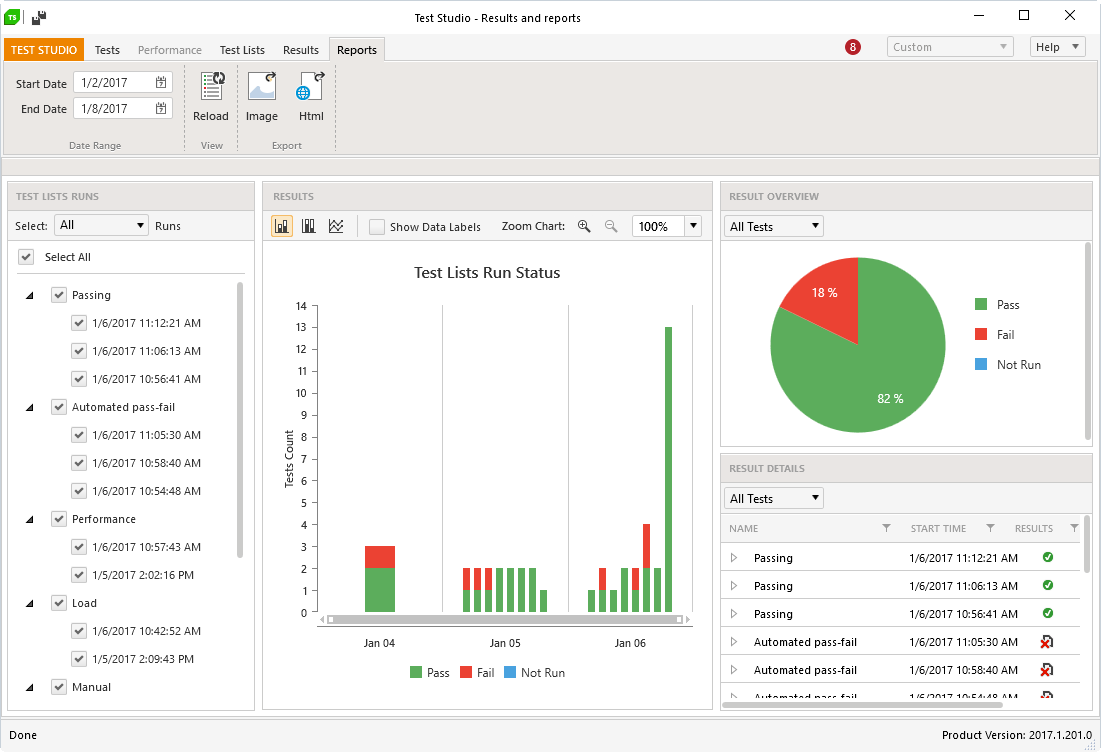 TS
Test Studio - Results and reports
TEST STUDIO Tests Performance Test Lists Results Reports 8 Custom Help
Start Date 1/2/2017
End Date 1/8/2017
Reload Image Html
Date Range View Export
TEST LISTS RUNS
Select: All Runs
Select All
Passing
1/6/2017 11:12:21 AM
1/6/2017 11:06:13 AM
1/6/2017 10:56:41 AM
Automated pass-fail
1/6/2017 11:05:30 AM
1/6/2017 10:58:40 AM
1/6/2017 10:54:48 AM
Performance
1/6/2017 10:57:43 AM
1/5/2017 2:02:16 PM
Load
1/6/2017 10:42:52 AM
1/5/2017 2:09:43 PM
Manual
RESULTS
Show Data Labels Zoom Chart: 100%
Test Lists Run Status
Tests Count
14
13
12
11
10
9
8
7
6
5
4
3
2
1
0
Jan 04 Jan 05 Jan 06
Pass Fail Not Run
RESULT OVERVIEW
All Tests
18 %
82 %
Pass
Fail
Not Run
RESULT DETAILS
All Tests
NAME START TIME RESULTS
Passing 1/6/2017 11:12:21 AM
Passing 1/6/2017 11:06:13 AM
Passing 1/6/2017 10:56:41 AM
Automated pass-fail 1/6/2017 11:05:30 AM
Automated pass-fail 1/6/2017 10:58:40 AM
Automated pass-fail 1/6/2017 10:54:48 AM
Done Product Version: 2017.1.201.0